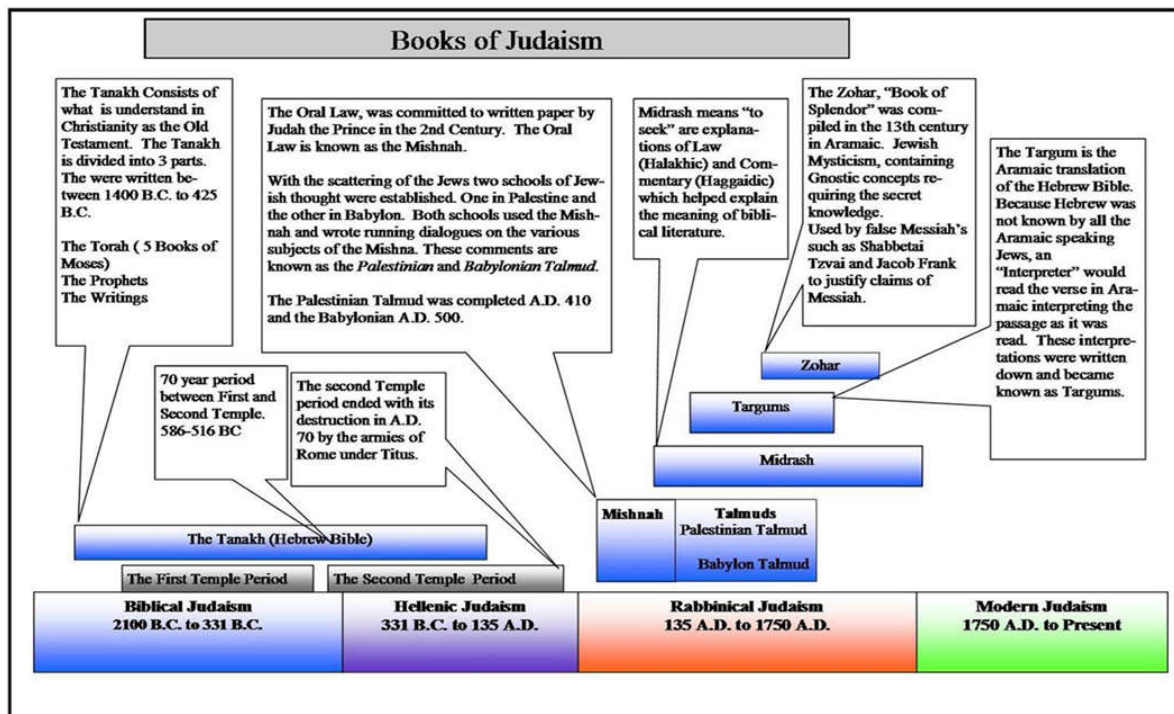 Books of Judaism
The Tanakh Consists of
what is understand in
Christianity as the Old
Testament. The Tanakh
is divided into 3 parts.
The were written be-
tween 1400 B.C. to 425
B.C.
The Torah ( 5 Books of
Moses)
The Prophets
The Writings
The Oral Law, was committed to written paper by
Judah the Prince in the 2nd Century. The Oral
Law is known as the Mishnah.
With the scattering of the Jews two schools of Jew-
ish thought were established. One in Palestine and
the other in Babylon. Both schools used the Mish-
nah and wrote running dialogues on the various
subjects of the Mishna. These comments are
known as the Palestinian and Babylonian Talmud.
The Palestinian Talmud was completed A.D. 410
and the Babylonian A.D. 500.
Midrash means “to
seek” are explana-
tions of Law
(Halakhic) and Com-
mentary (Haggaidic)
which helped explain
the meaning of bibli-
cal literature.
The Zohar, “Book of
Splendor” was com-
piled in the 13th century
in Aramaic. Jewish
Mysticism, containing
Gnostic concepts re-
quiring the secret
knowledge.
Used by false Messiah’s
such as Shabbetai
Tzvai and Jacob Frank
to justify claims of
Messiah.
The Targum is the
Aramaic translation
of the Hebrew Bible.
Because Hebrew was
not known by all the
Aramaic speaking
Jews, an
“Interpreter” would
read the verse in Ara-
maic interpreting the
passage as it was
read. These interpre-
tations were written
down and became
known as Targums.
70 year period
between First and
Second Temple.
586-516 BC
The second Temple
period ended with its
destruction in A.D.
70 by the armies of
Rome under Titus.
Zohar
Targums
Midrash
Mishnah
Talmuds
Palestinian Talmud
Babylon Talmud
The Tanakh (Hebrew Bible)
The First Temple Period
The Second Temple Period
Biblical Judaism
2100 B.C. to 331 B.C.
Hellenic Judaism
331 B.C. to 135 A.D.
Rabbinical Judaism
135 A.D. to 1750 A.D.
Modern Judaism
1750 A.D. to Present